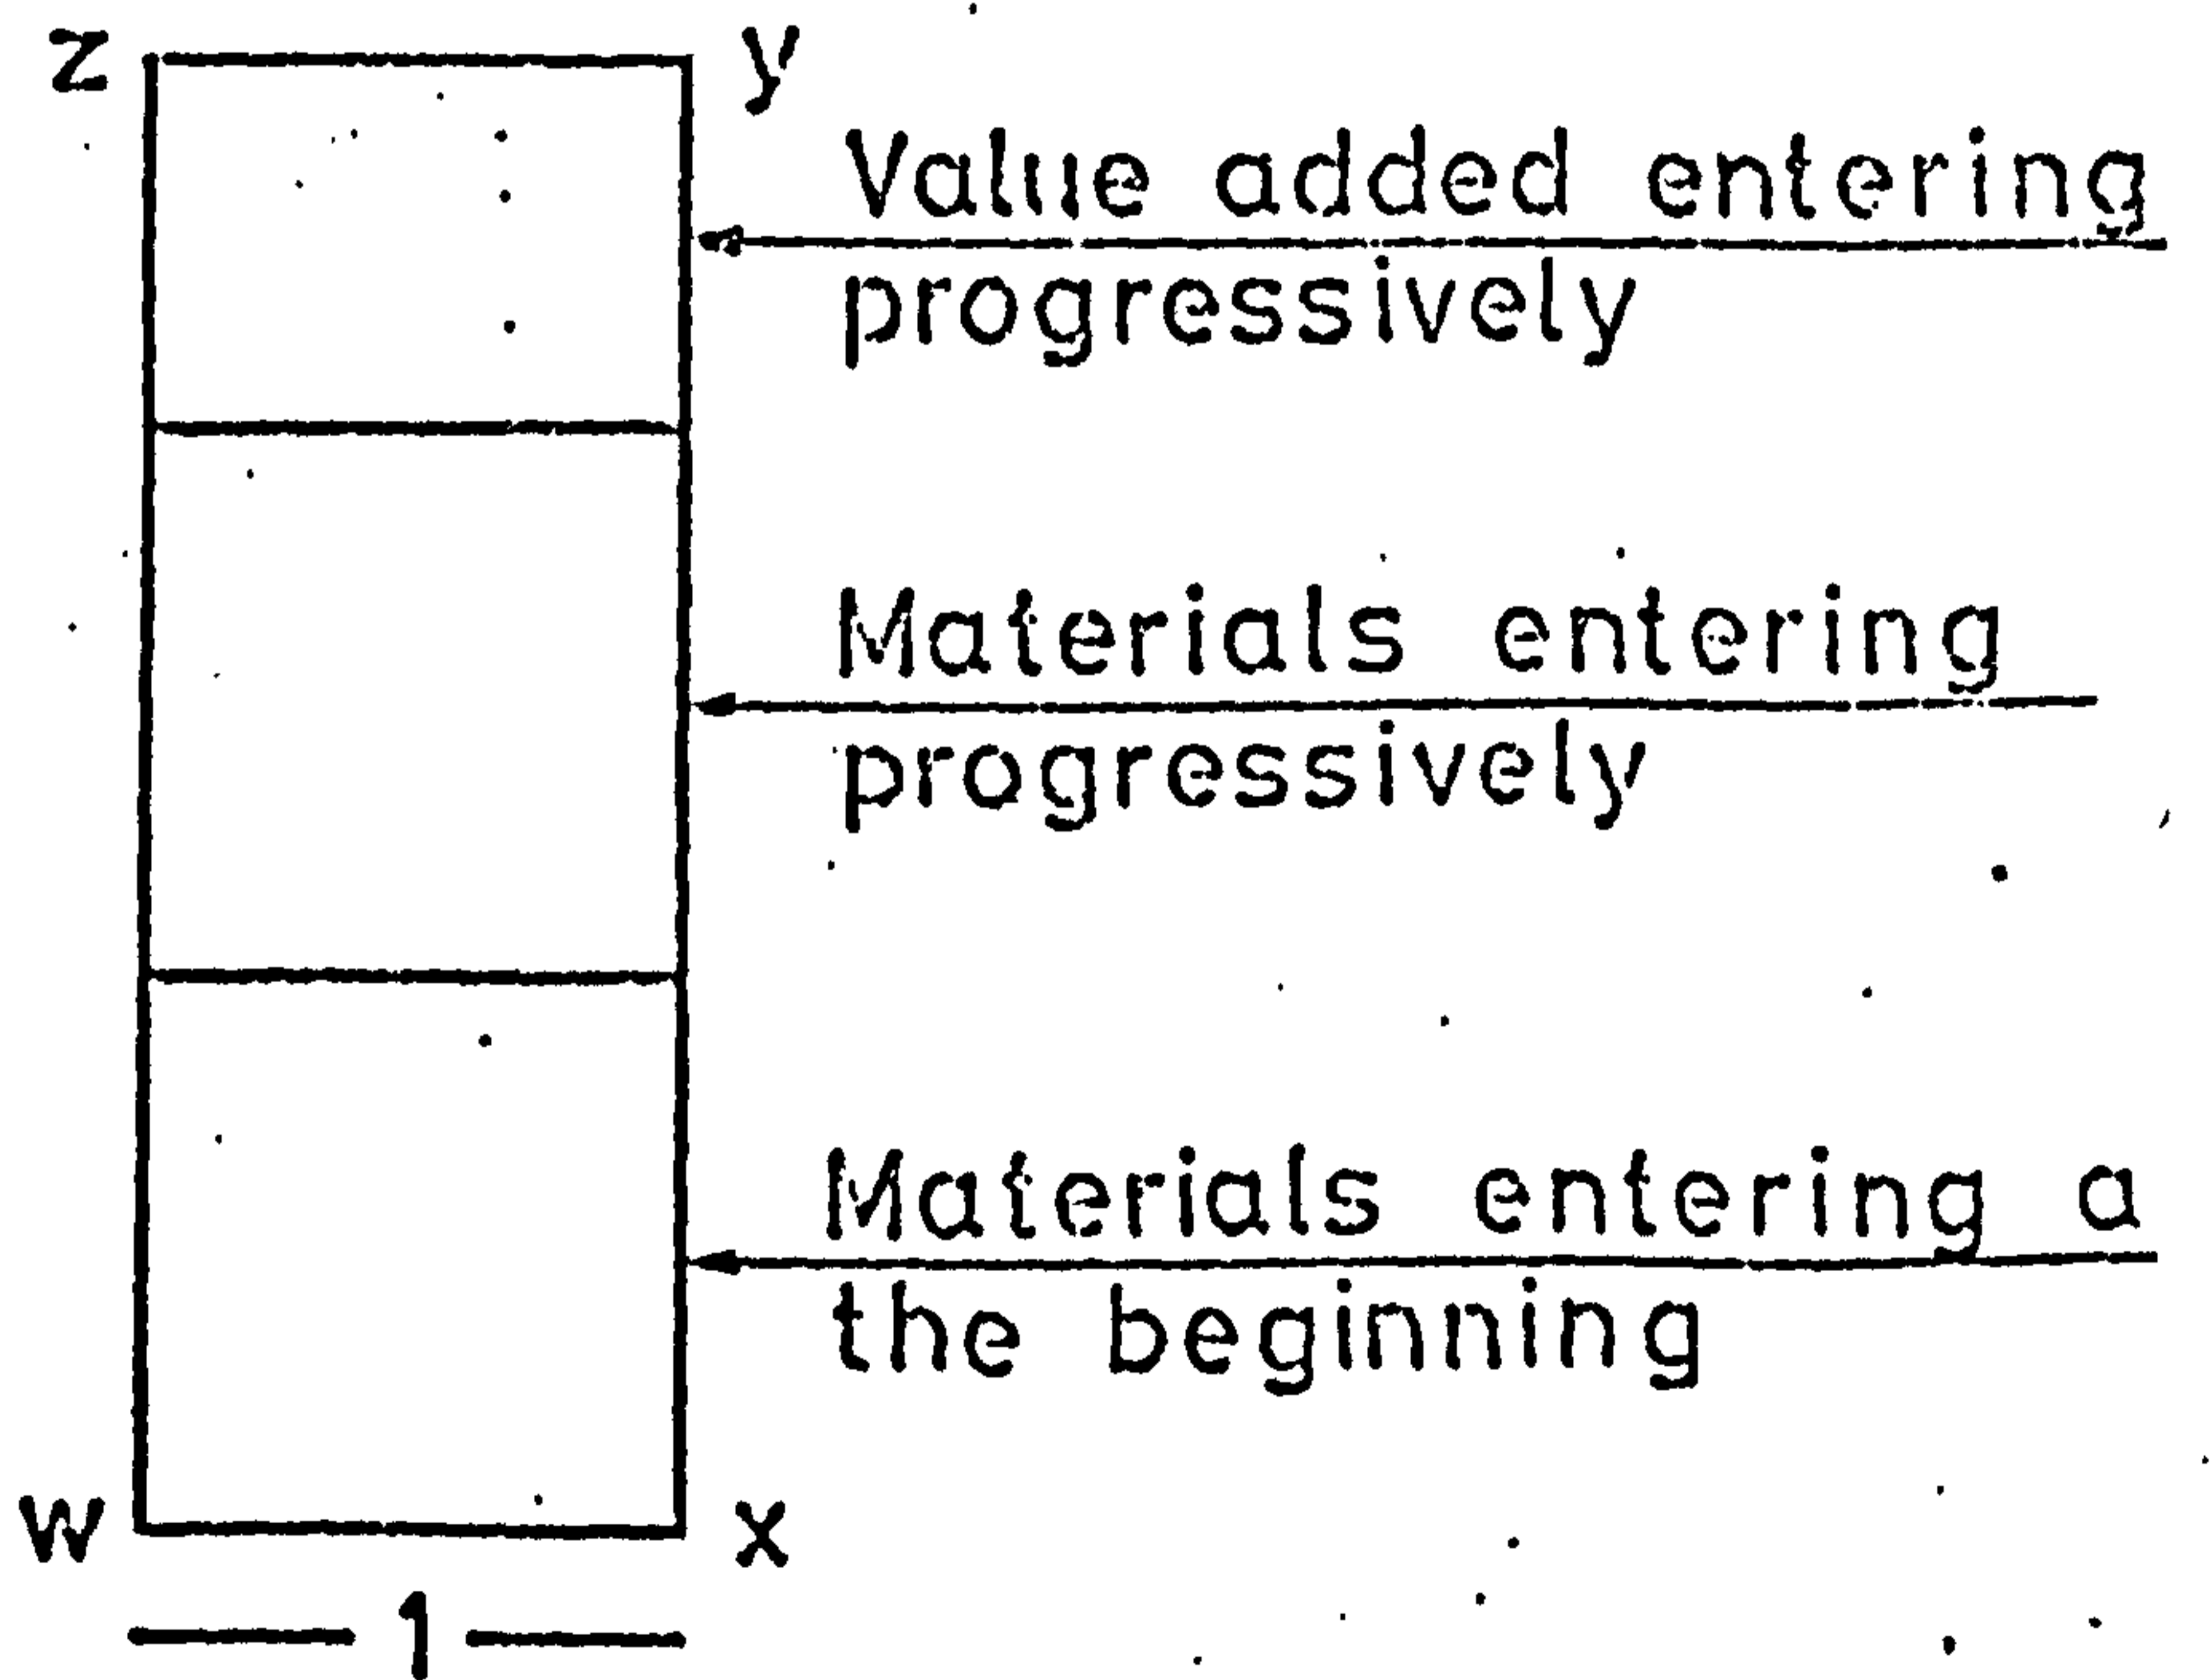 z
y
Value added entering
progressively
Materials entering
progressively
Materials entering a
the beginning
w
x
1